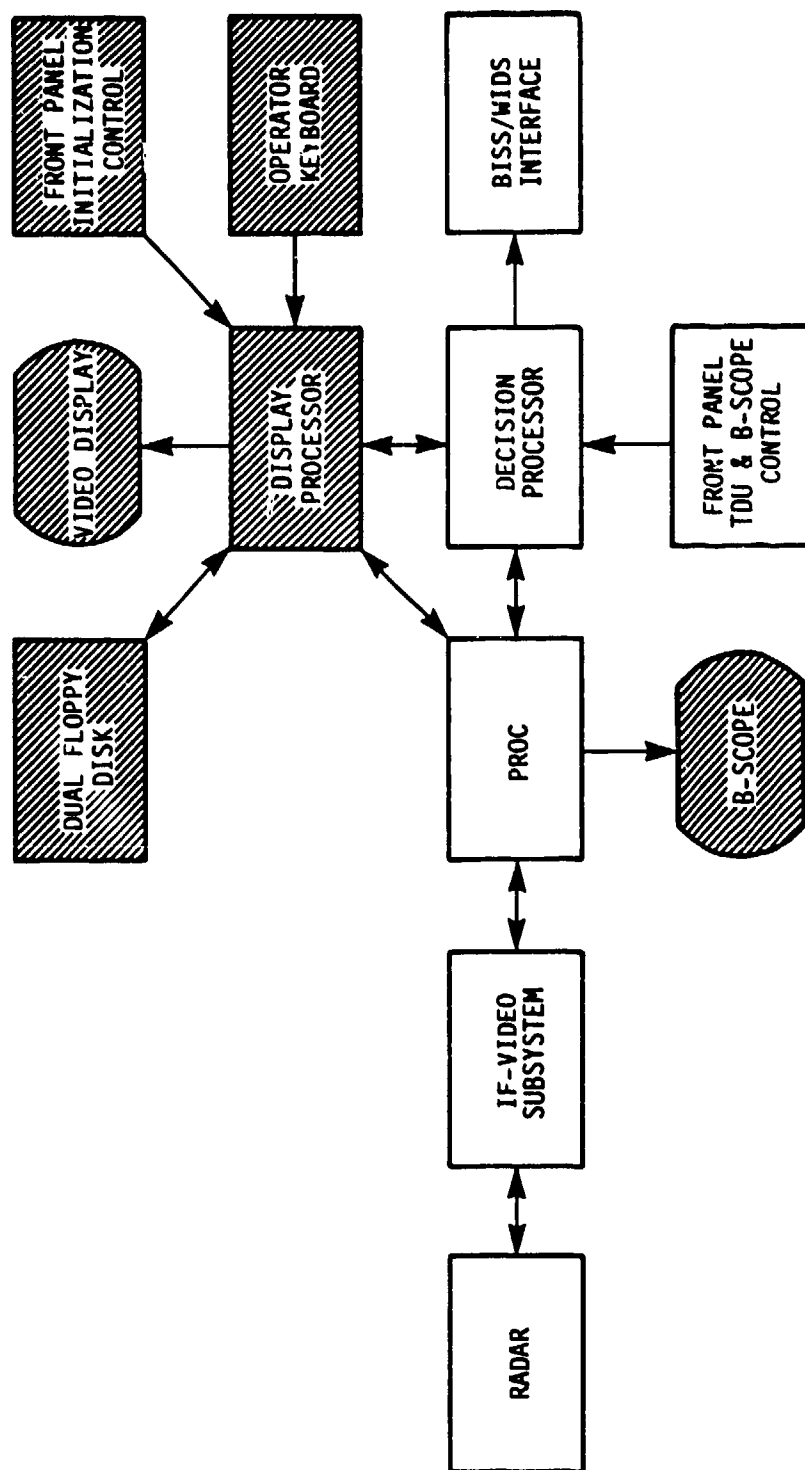 DUAL FLOPPY
DISK
VIDEO DISPLAY
FRONT PANEL
INITIALIZATION
CONTROL
DISPLAY
PROCESSOR
OPERATOR
KEYBOARD
RADAR
IF-VIDEO
SUBSYSTEM
PROC
DECISION
PROCESSOR
BISS/WIDS
INTERFACE
B-SCOPE
FRONT PANEL
TDU & B-SCOPE
CONTROL